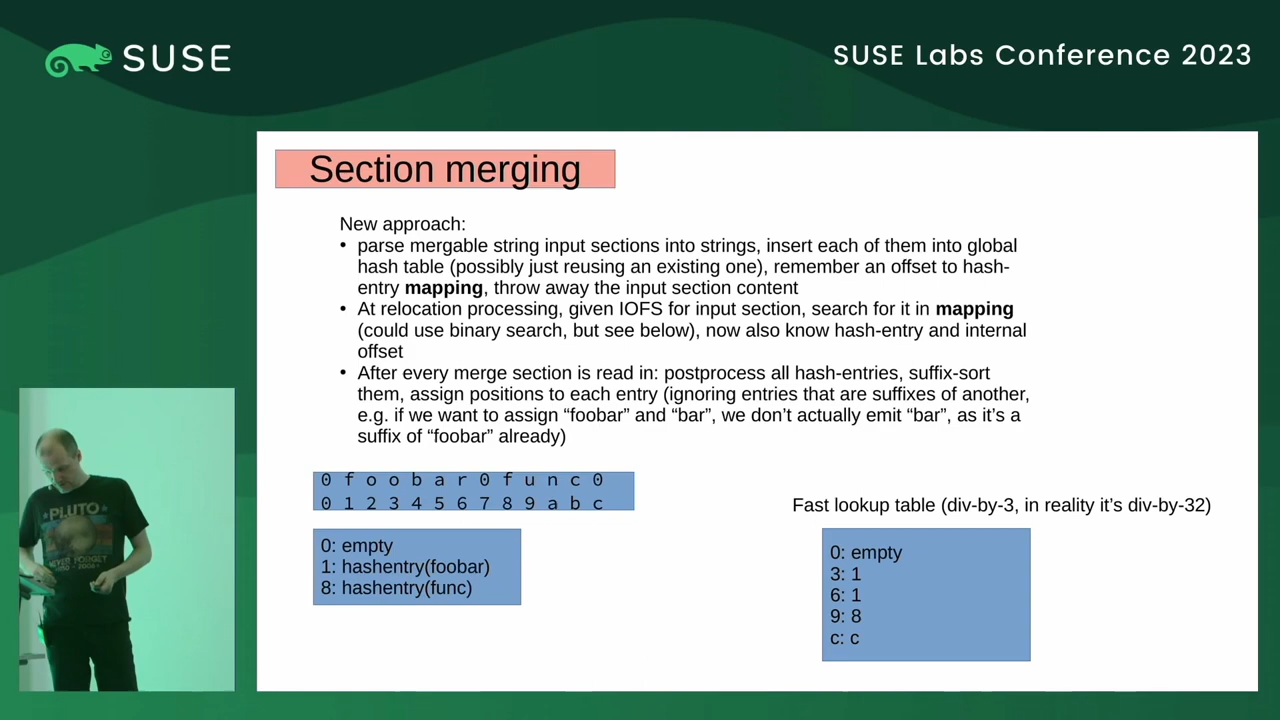 SUSE
SUSE Labs Conference 2023
Section merging
New approach:
• parse mergable string input sections into strings, insert each of them into global
hash table (possibly just reusing an existing one), remember an offset to hash-
entry mapping, throw away the input section content
• At relocation processing, given IOFS for input section, search for it in mapping
(could use binary search, but see below), now also know hash-entry and internal
offset
• After every merge section is read in: postprocess all hash-entries, suffix-sort
them, assign positions to each entry (ignoring entries that are suffixes of another,
e.g. if we want to assign “foobar” and “bar”, we don’t actually emit “bar”, as it’s a
suffix of “foobar” already)
0 f o o b a r 0 f u n c 0
0 1 2 3 4 5 6 7 8 9 a b c
0: empty
1: hashentry(foobar)
8: hashentry(func)
Fast lookup table (div-by-3, in reality it’s div-by-32)
0: empty
3: 1
6: 1
9: 8
c: c
PLUTO
NEVER FORGET